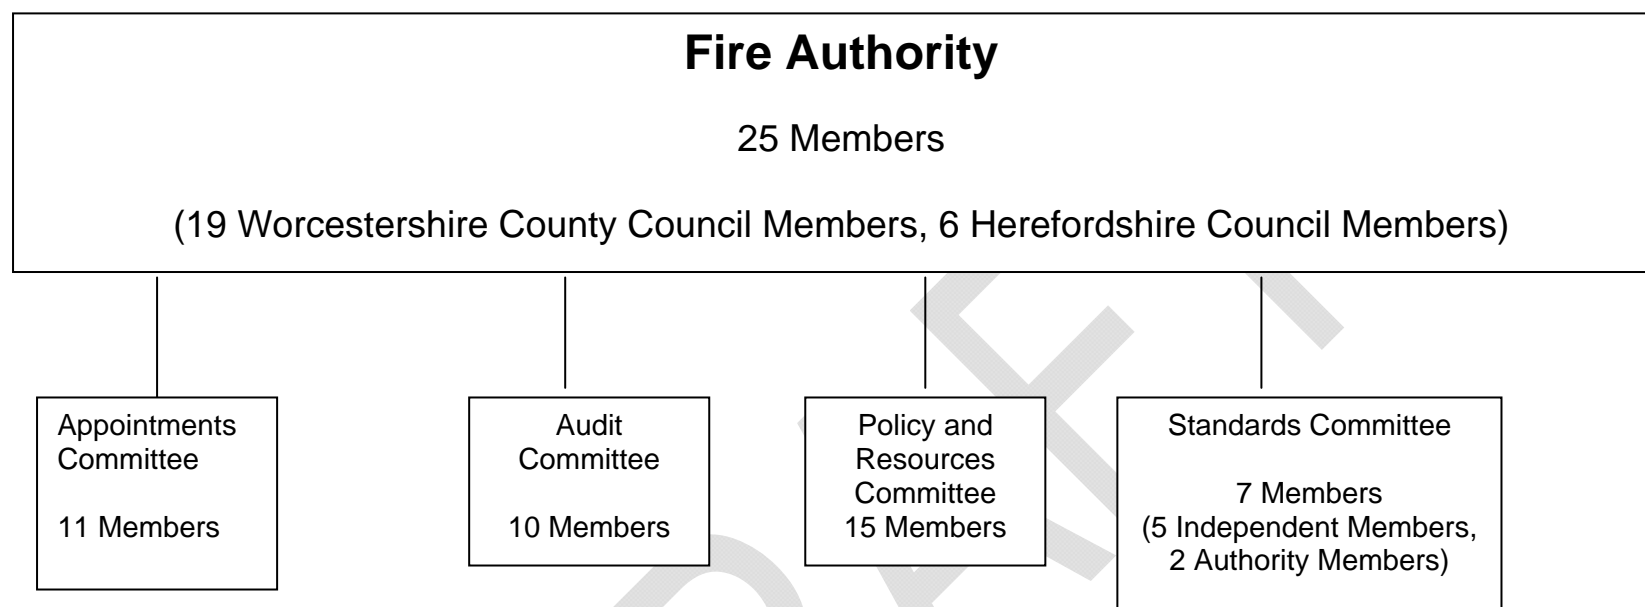 Fire Authority
25 Members
(19 Worcestershire County Council Members, 6 Herefordshire Council Members)
Appointments
Committee
11 Members
Audit
Committee
10 Members
Policy and
Resources
Committee
15 Members
Standards Committee
7 Members
(5 Independent Members,
2 Authority Members)
DRAFT